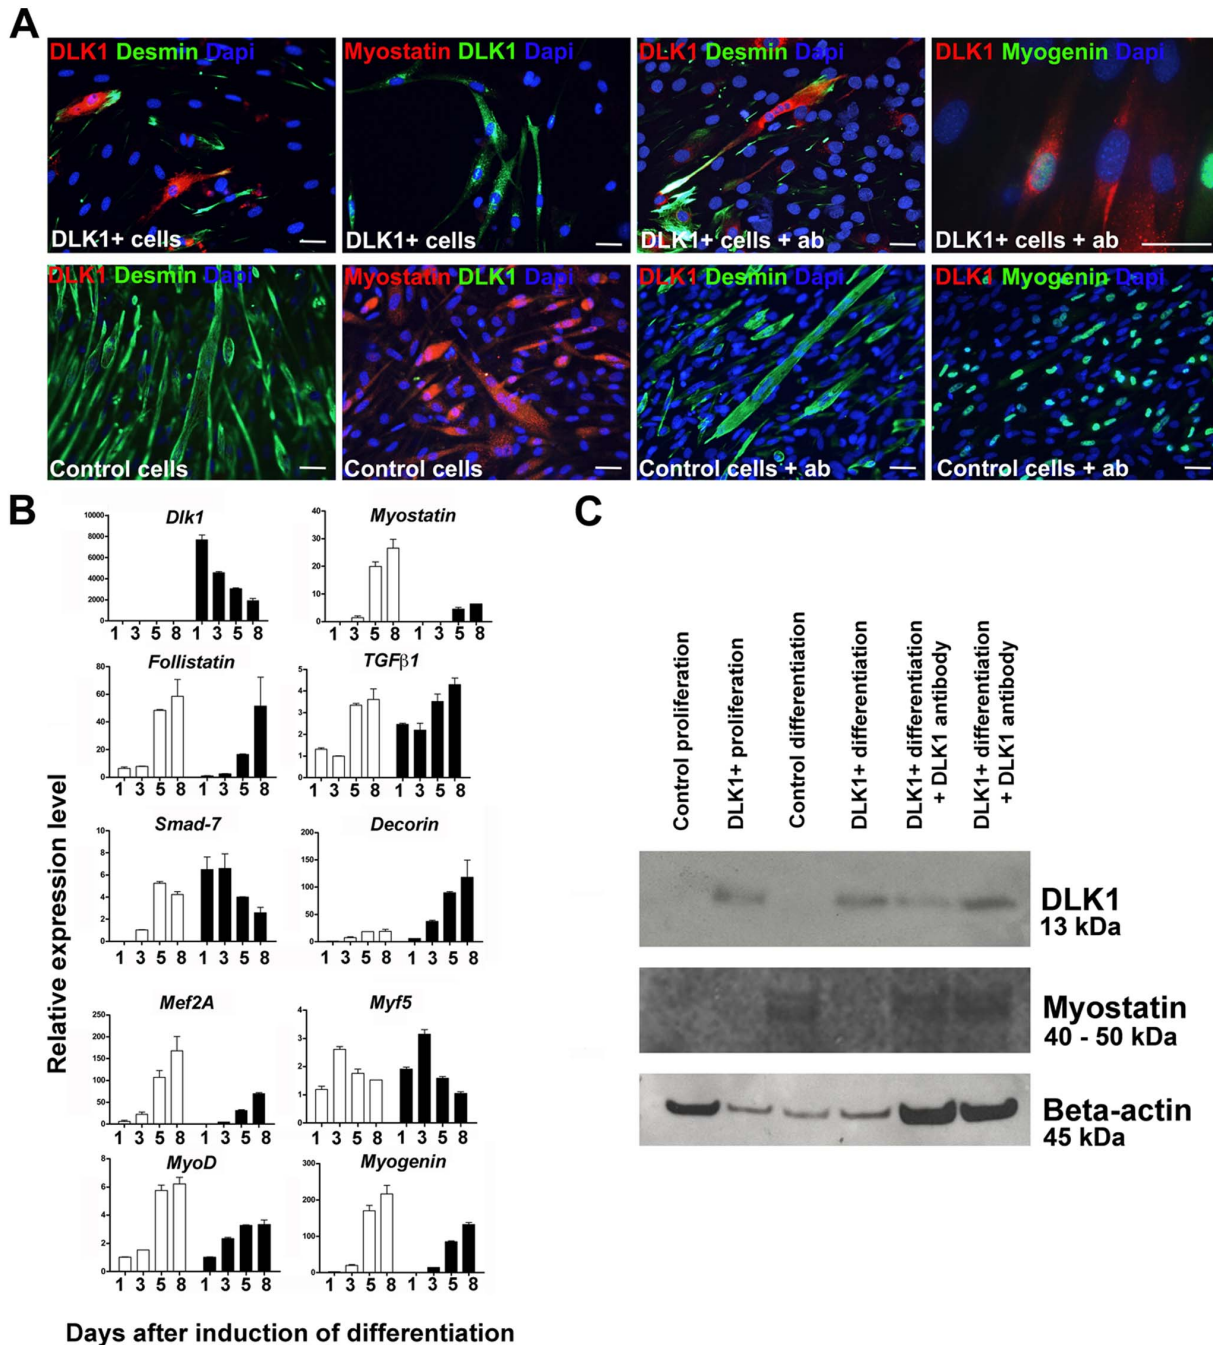 A
DLK1 Desmin Dapi
DLK1+ cells
Myostatin DLK1 Dapi
DLK1+ cells
DLK1 Desmin Dapi
DLK1+ cells + ab
DLK1 Myogenin Dapi
DLK1+ cells + ab
DLK1 Desmin Dapi
Control cells
Myostatin DLK1 Dapi
Control cells
DLK1 Desmin Dapi
Control cells + ab
DLK1 Myogenin Dapi
Control cells + ab
B
Relative expression level
Dlk1
10000
8000
6000
4000
2000
0
1 3 5 8 1 3 5 8
Myostatin
40
30
20
10
0
1 3 5 8 1 3 5 8
Follistatin
80
60
40
20
0
1 3 5 8 1 3 5 8
TGFβ1
5
4
3
2
1
0
1 3 5 8 1 3 5 8
Smad-7
10
8
6
4
2
0
1 3 5 8 1 3 5 8
Decorin
200
150
100
50
0
1 3 5 8 1 3 5 8
Mef2A
250
200
150
100
50
0
1 3 5 8 1 3 5 8
Myf5
4
3
2
1
0
1 3 5 8 1 3 5 8
MyoD
8
6
4
2
0
1 3 5 8 1 3 5 8
Myogenin
300
200
100
0
1 3 5 8 1 3 5 8
Days after induction of differentiation
C
Control proliferation
DLK1+ proliferation
Control differentiation
DLK1+ differentiation
DLK1+ differentiation
+ DLK1 antibody
DLK1+ differentiation
+ DLK1 antibody
DLK1
13 kDa
Myostatin
40 - 50 kDa
Beta-actin
45 kDa